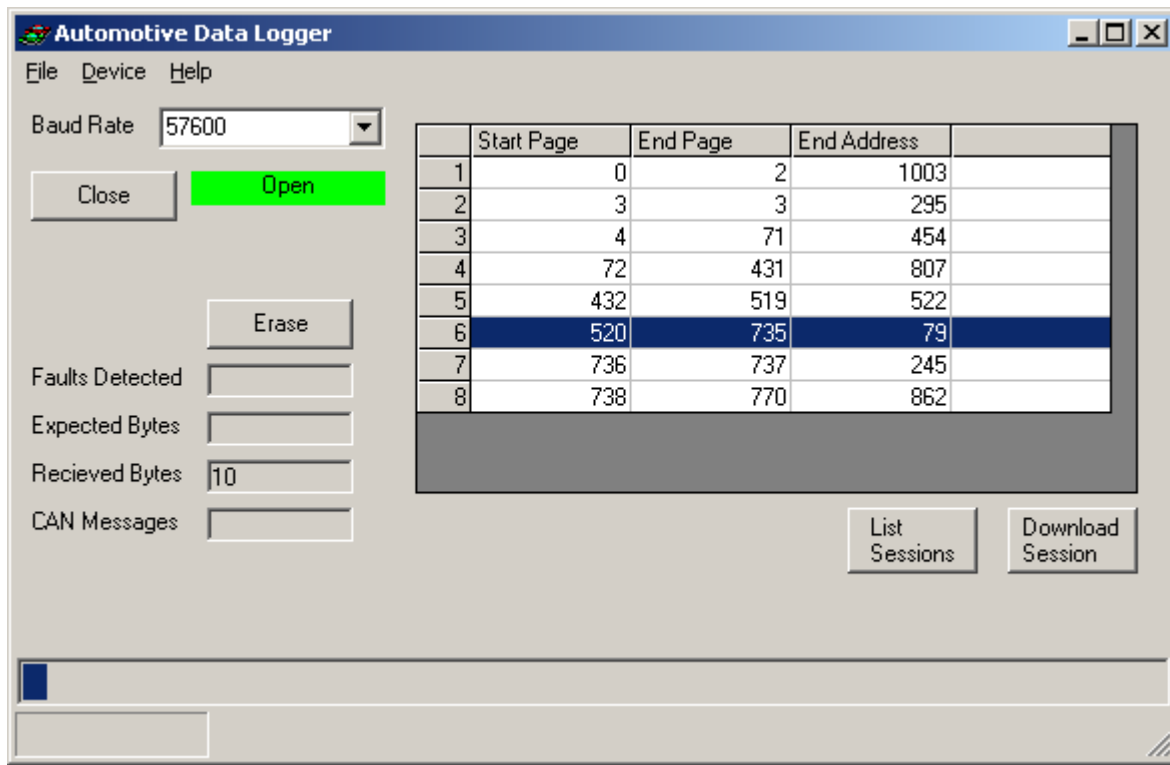 Automotive Data Logger
File Device Help
Baud Rate 57600
Close Open
Erase
Faults Detected
Expected Bytes
Recieved Bytes 10
CAN Messages
Start Page End Page End Address
1 0 2 1003
2 3 3 295
3 4 71 454
4 72 431 807
5 432 519 522
6 520 735 79
7 736 737 245
8 738 770 862
List Sessions
Download Session